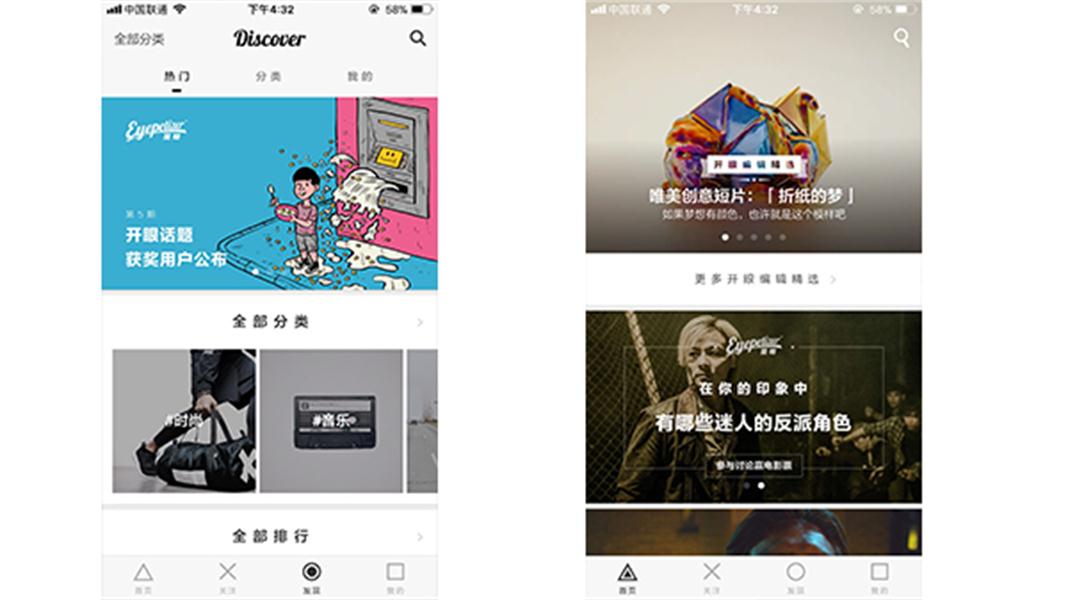 中国联通
下午4:32
58%
全部分类
Discover
热门
分类
我的
Eyepetizer
开眼
第5期
开眼话题
获奖用户公布
全部分类
#时尚
#音乐
全部排行
首页
关注
发现
我的
中国联通
下午4:32
58%
开眼编辑精选
唯美创意短片：「折纸的梦」
如果梦想有颜色，也许就是这个模样吧
更多开眼编辑精选
Eyepetizer
开眼
在你的印象中
有哪些迷人的反派角色
参与讨论赢电影票
首页
关注
发现
我的